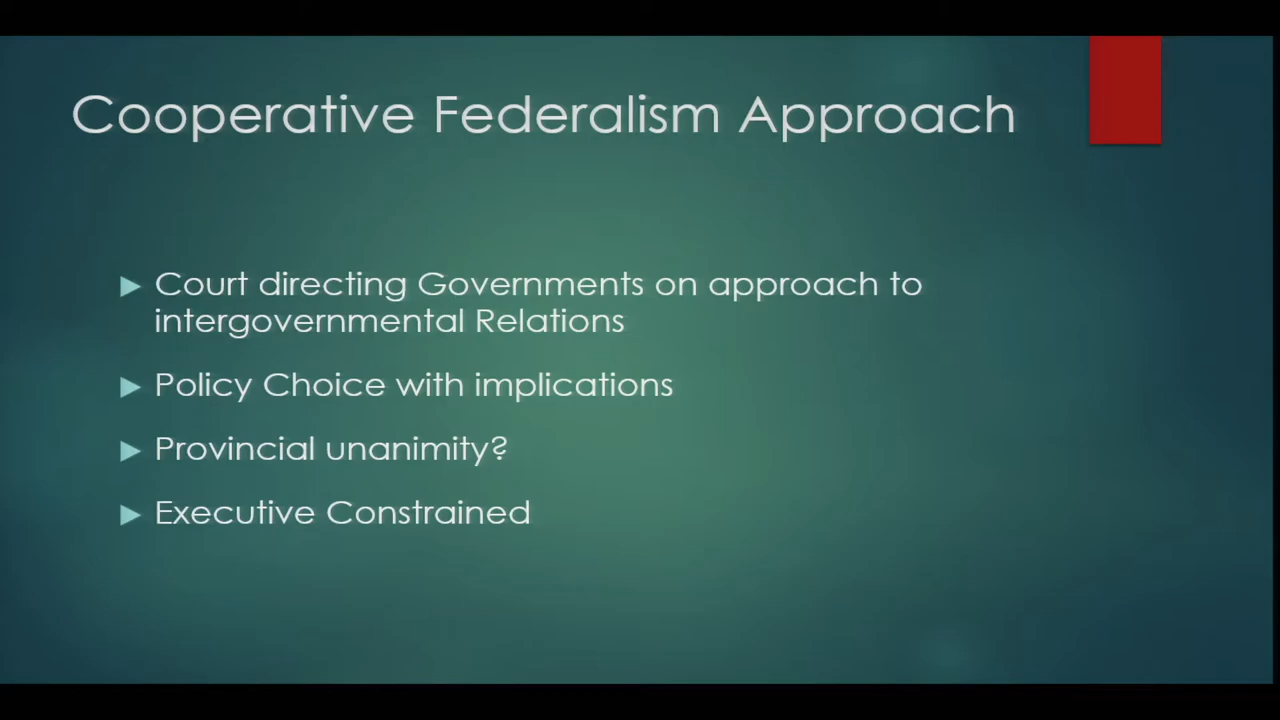 Cooperative Federalism Approach
Court directing Governments on approach to
intergovernmental Relations
Policy Choice with implications
Provincial unanimity?
Executive Constrained